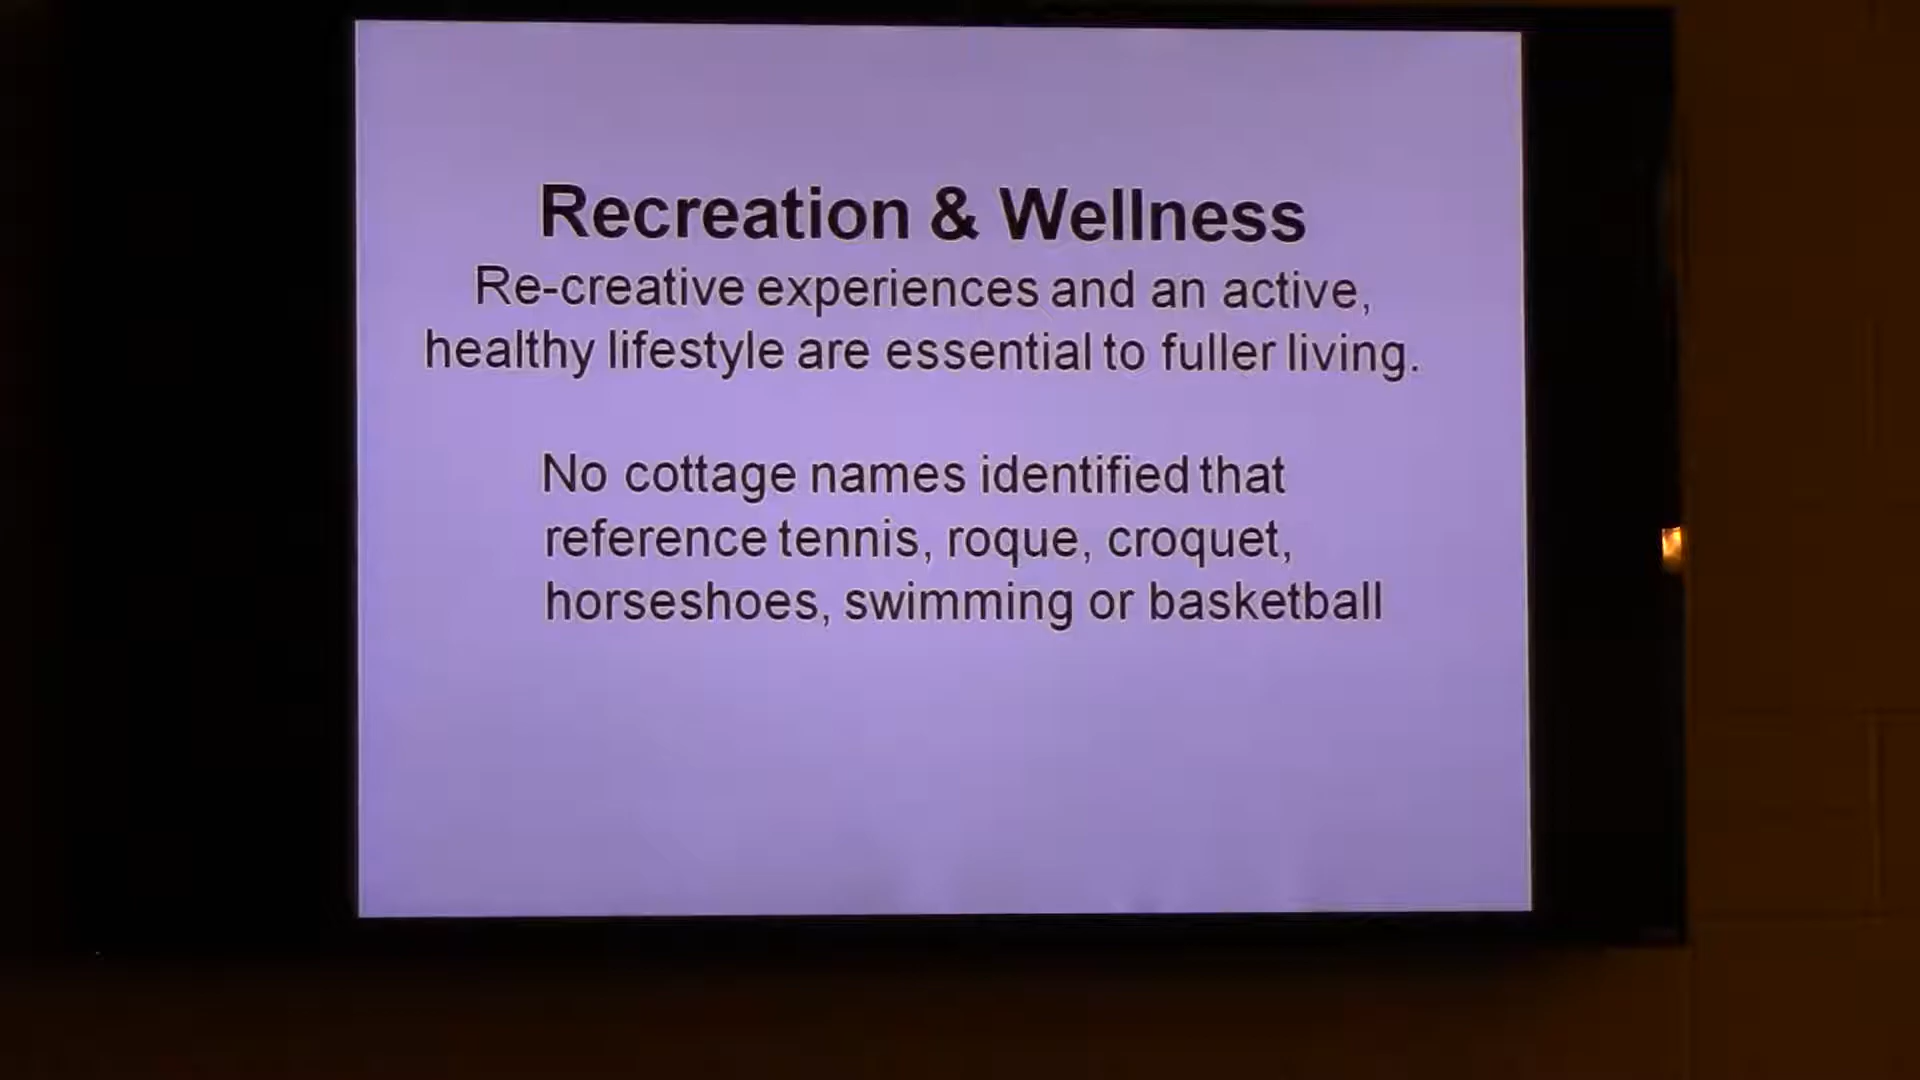 Recreation & Wellness
Re-creative experiences and an active,
healthy lifestyle are essential to fuller living.
No cottage names identified that
reference tennis, roque, croquet,
horseshoes, swimming or basketball